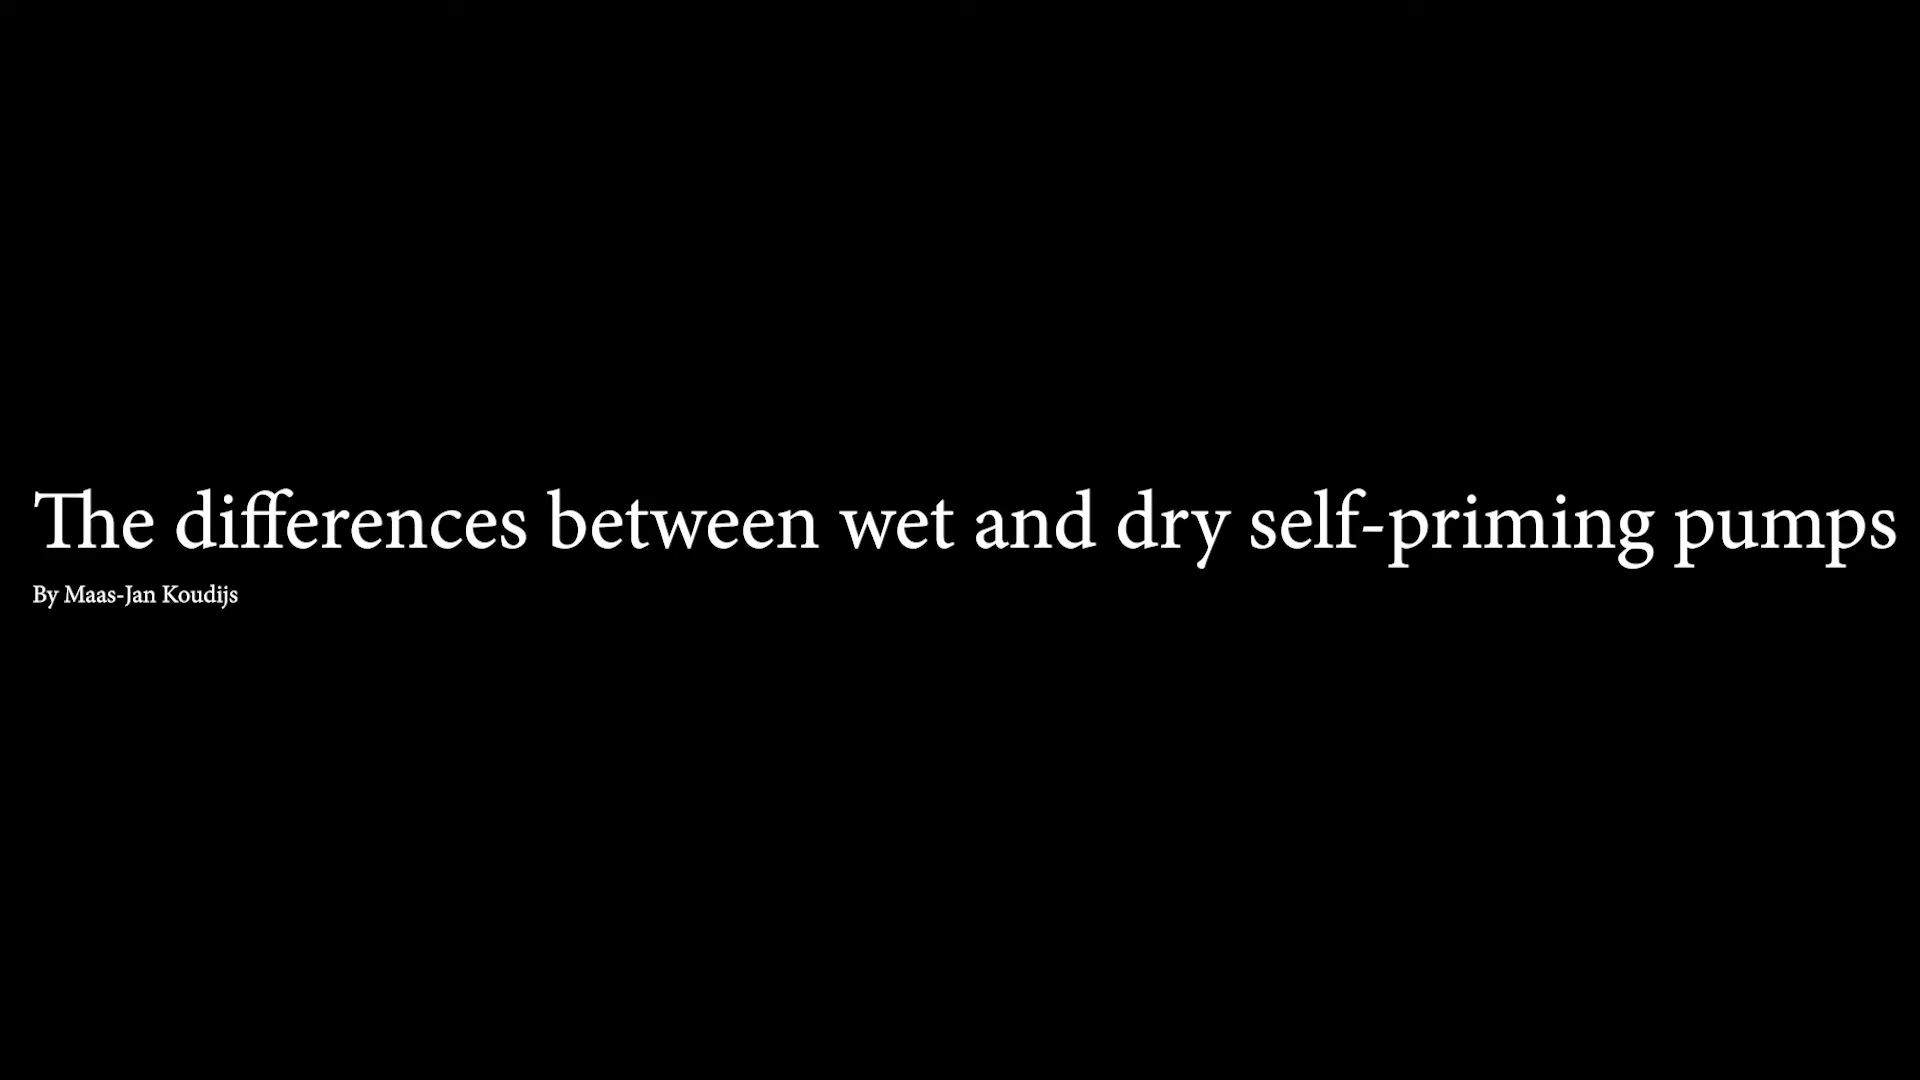 The differences between wet and dry self-priming pumps
By Maas-Jan Koudijs